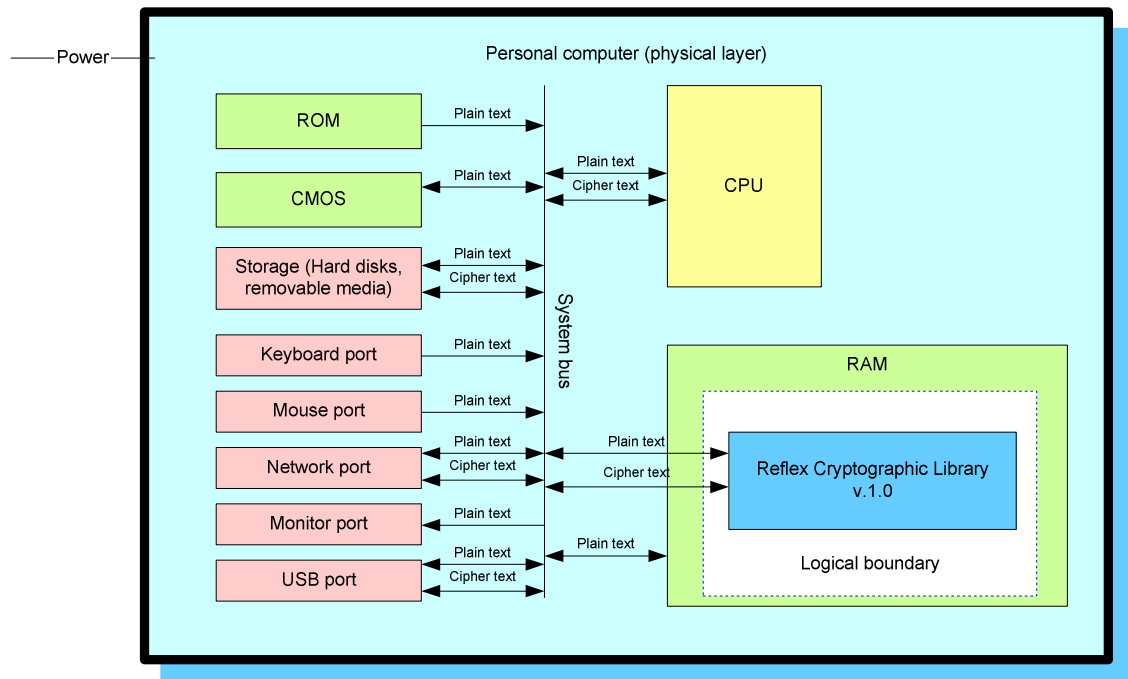 Power
Personal computer (physical layer)
ROM
Plain text
CMOS
Plain text
Plain text
Cipher text
CPU
Storage (Hard disks,
removable media)
Plain text
Cipher text
System bus
Keyboard port
Plain text
Mouse port
Plain text
Network port
Plain text
Cipher text
Monitor port
Plain text
USB port
Plain text
Cipher text
RAM
Plain text
Cipher text
Reflex Cryptographic Library
v.1.0
Plain text
Logical boundary